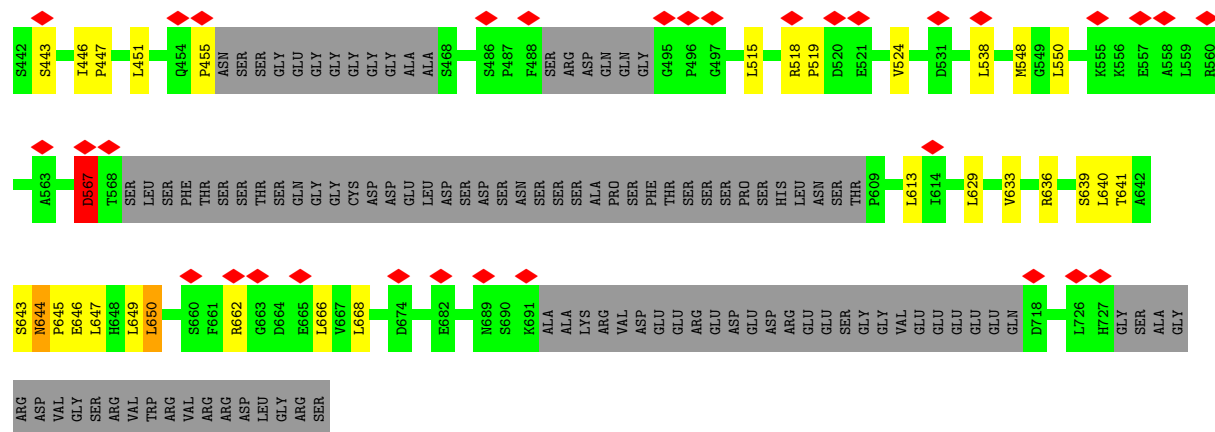 S442 S443 I446 P447 L451 Q454 P455 ASN SER SER GLY GLU GLY GLY GLY GLY GLY ALA ALA S468 S486 P487 F488 SER ARG ASP GLN GLN GLY G495 P496 G497 L515 R518 P519 D520 E521 V524 D531 L538 M548 G549 L550 K555 K556 E557 A558 L559 R560
A563 D567 T568 SER LEU SER PHE THR SER SER THR SER GLN GLY GLY CYS ASP ASP GLU LEU ASP SER ASP SER ASN SER SER SER SER ALA PRO SER PHE THR SER SER SER PRO SER HIS LEU ASN SER THR P609 L613 I614 L629 V633 R636 S639 L640 T641 A642
S643 N644 P645 E646 L647 H648 L649 L650 S660 F661 R662 G663 D664 E665 L666 V667 L668 D674 E682 N689 S690 K691 ALA ALA LYS ARG VAL ASP GLU GLU ARG GLU ASP GLU ASP ARG GLU GLU SER GLY GLY VAL GLU GLU GLU GLU GLU GLN D718 L726 H727 GLY SER ALA GLY
ARG ASP VAL GLY SER ARG VAL TRP ARG VAL ARG ARG ASP LEU GLY ARG SER